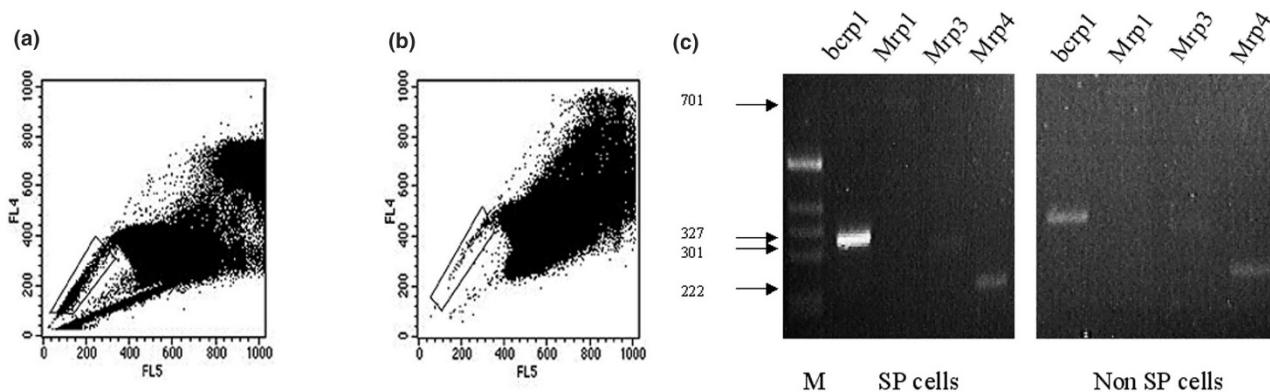 (a)
1000
800
600
400
200
0
FL4
0 200 400 600 800 1000
FL5
(b)
1000
800
600
400
200
0
FL4
0 200 400 600 800 1000
FL5
(c)
bcrp1 Mrp1 Mrp3 Mrp4
bcrp1 Mrp1 Mrp3 Mrp4
701
327
301
222
M SP cells
Non SP cells